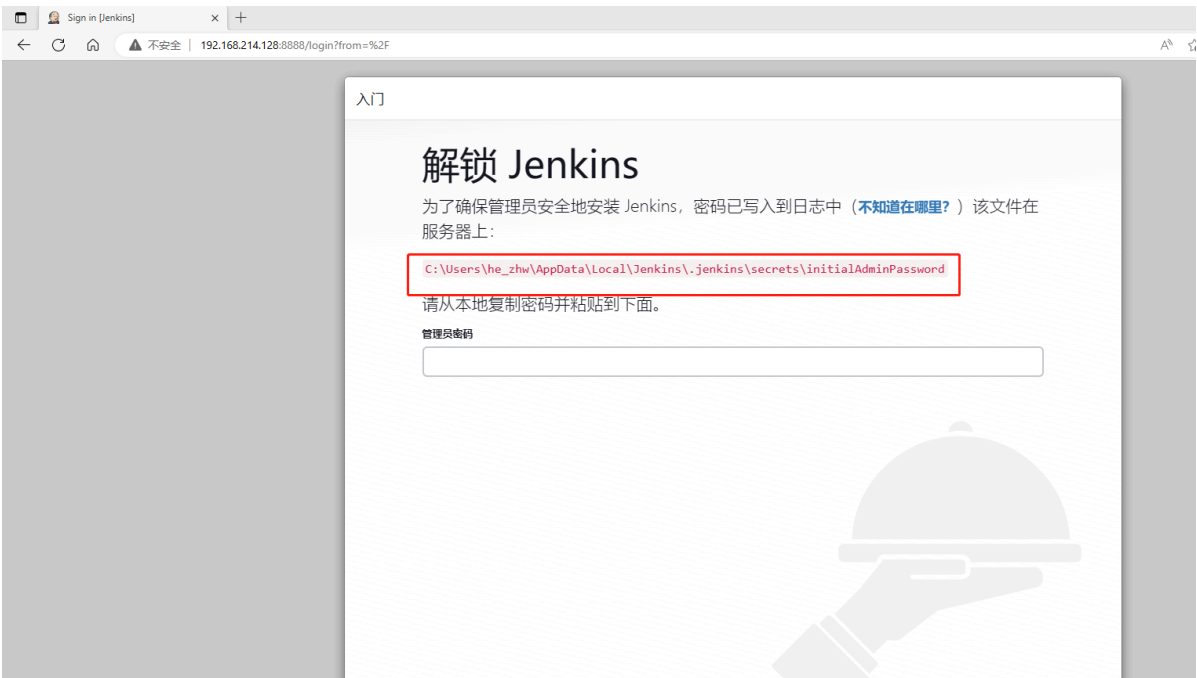 Sign in [Jenkins]
不安全 | 192.168.214.128:8888/login?from=%2F
入门
解锁 Jenkins
为了确保管理员安全地安装 Jenkins，密码已写入到日志中（不知道在哪里？）该文件在
服务器上：
C:\Users\he_zhw\AppData\Local\Jenkins\.jenkins\secrets\initialAdminPassword
请从本地复制密码并粘贴到下面。
管理员密码